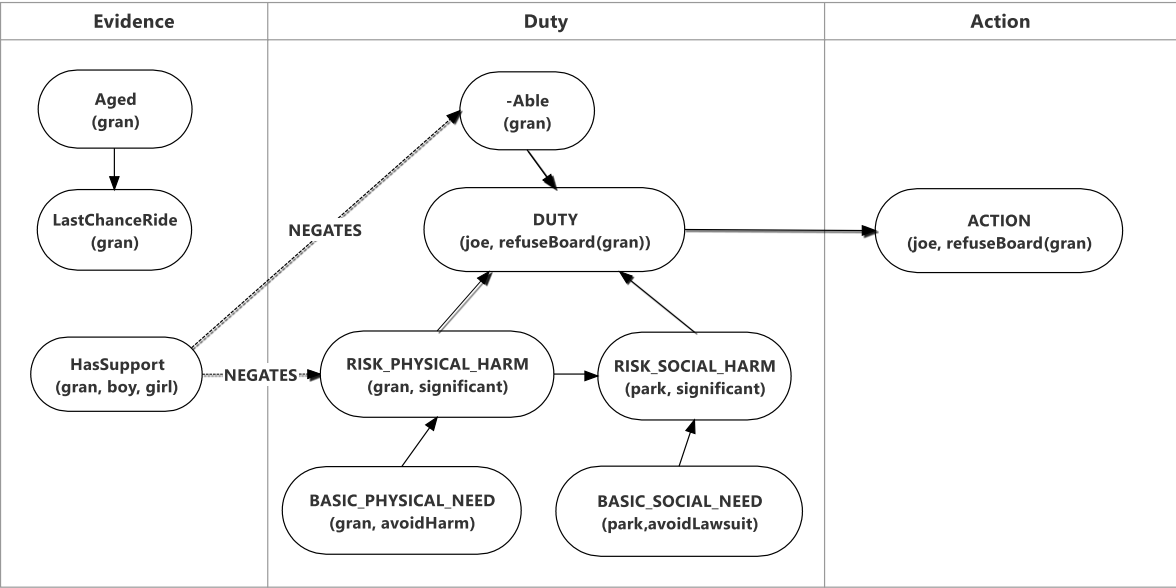 Evidence
Duty
Action
Aged
(gran)
-Able
(gran)
LastChanceRide
(gran)
NEGATES
DUTY
(joe, refuseBoard(gran))
ACTION
(joe, refuseBoard(gran)
HasSupport
(gran, boy, girl)
NEGATES
RISK_PHYSICAL_HARM
(gran, significant)
RISK_SOCIAL_HARM
(park, significant)
BASIC_PHYSICAL_NEED
(gran, avoidHarm)
BASIC_SOCIAL_NEED
(park,avoidLawsuit)